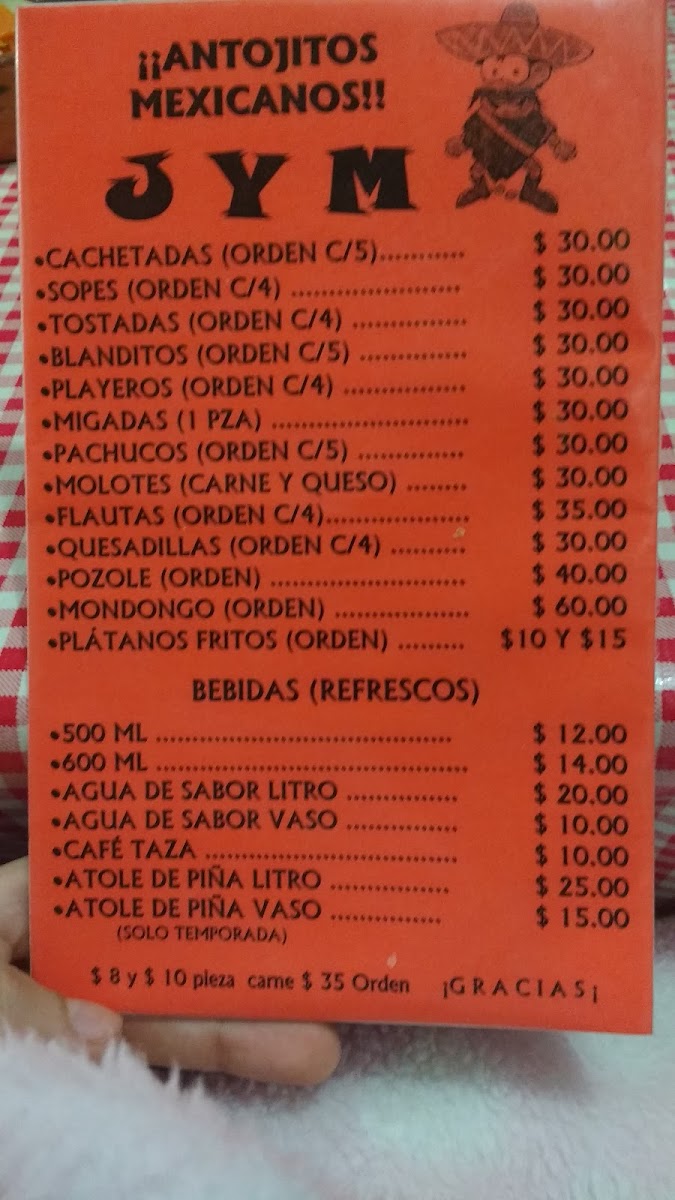 ¡¡ANTOJITOS
MEXICANOS!!
J Y M
•CACHETADAS (ORDEN C/5)........... $ 30.00
•SOPES (ORDEN C/4) ...................... $ 30.00
•TOSTADAS (ORDEN C/4) ............... $ 30.00
•BLANDITOS (ORDEN C/5) .............. $ 30.00
•PLAYEROS (ORDEN C/4) ................ $ 30.00
•MIGADAS (1 PZA) ......................... $ 30.00
•PACHUCOS (ORDEN C/5) .............. $ 30.00
•MOLOTES (CARNE Y QUESO) ........ $ 30.00
•FLAUTAS (ORDEN C/4)................... $ 35.00
•QUESADILLAS (ORDEN C/4) .......... $ 30.00
•POZOLE (ORDEN) .......................... $ 40.00
•MONDONGO (ORDEN) .................. $ 60.00
•PLÁTANOS FRITOS (ORDEN) ......... $10 Y $15
BEBIDAS (REFRESCOS)
•500 ML ....................................... $ 12.00
•600 ML ......................................... $ 14.00
•AGUA DE SABOR LITRO ............... $ 20.00
•AGUA DE SABOR VASO ............... $ 10.00
•CAFÉ TAZA .................................. $ 10.00
•ATOLE DE PIÑA LITRO ................ $ 25.00
•ATOLE DE PIÑA VASO ............... $ 15.00
(SOLO TEMPORADA)
$ 8 y $ 10 pieza carne $ 35 Orden ¡G R A C I A S ¡